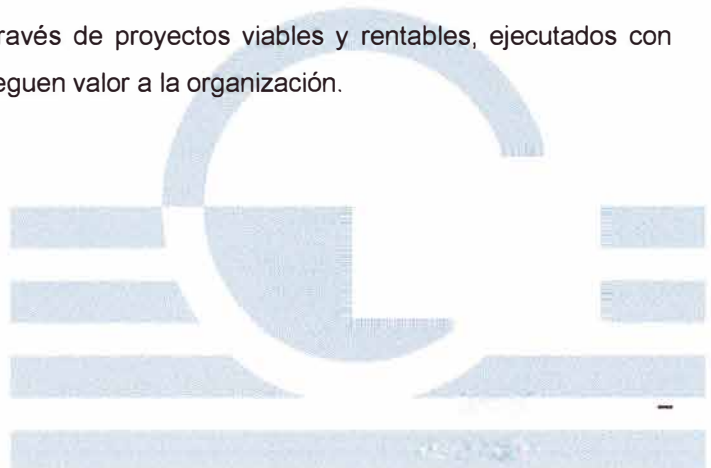 ravés de proyectos viables y rentables, ejecutados con
eguen valor a la organización.